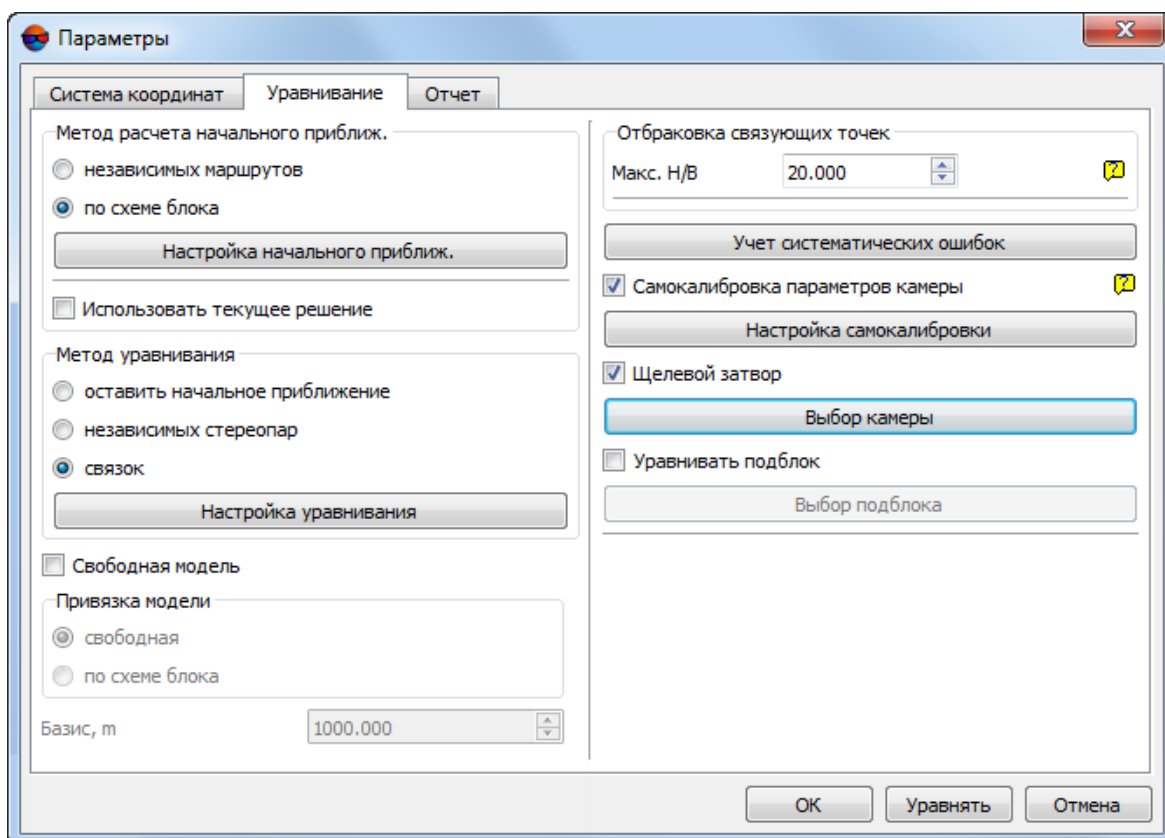 Параметры
Система координат
Уравнивание
Отчет
Метод расчета начального приближ.
независимых маршрутов
по схеме блока
Настройка начального приближ.
Использовать текущее решение
Метод уравнивания
оставить начальное приближение
независимых стереопар
связок
Настройка уравнивания
Свободная модель
Привязка модели
свободная
по схеме блока
Базис, m 1000.000
Отбраковка связующих точек
Макс. H/B 20.000
Учет систематических ошибок
Самокалибровка параметров камеры
Настройка самокалибровки
Щелевой затвор
Выбор камеры
Уравнивать подблок
Выбор подблока
OK Уравнять Отмена